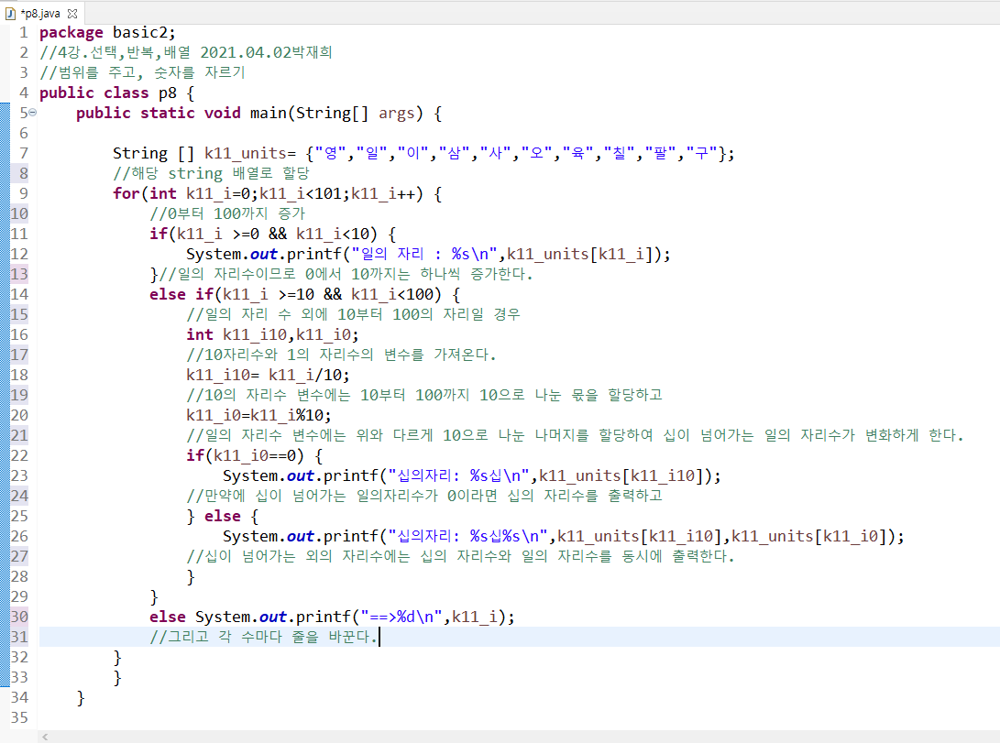 *p8.java
1 package basic2;
2 //4강.선택,반복,배열 2021.04.02박재희
3 //범위를 주고, 숫자를 자르기
4 public class p8 {
5 public static void main(String[] args) {
6
7 String [] k11_units= {"영","일","이","삼","사","오","육","칠","팔","구"};
8 //해당 string 배열로 할당
9 for(int k11_i=0;k11_i<101;k11_i++) {
10 //0부터 100까지 증가
11 if(k11_i >=0 && k11_i<10) {
12 System.out.printf("일의 자리 : %s\n",k11_units[k11_i]);
13 }//일의 자리수이므로 0에서 10까지는 하나씩 증가한다.
14 else if(k11_i >=10 && k11_i<100) {
15 //일의 자리 수 외에 10부터 100의 자리일 경우
16 int k11_i10,k11_i0;
17 //10자리수와 1의 자리수의 변수를 가져온다.
18 k11_i10= k11_i/10;
19 //10의 자리수 변수에는 10부터 100까지 10으로 나눈 몫을 할당하고
20 k11_i0=k11_i%10;
21 //일의 자리수 변수에는 위와 다르게 10으로 나눈 나머지를 할당하여 십이 넘어가는 일의 자리수가 변화하게 한다.
22 if(k11_i0==0) {
23 System.out.printf("십의자리: %s십\n",k11_units[k11_i10]);
24 //만약에 십이 넘어가는 일의자리수가 0이라면 십의 자리수를 출력하고
25 } else {
26 System.out.printf("십의자리: %s십%s\n",k11_units[k11_i10],k11_units[k11_i0]);
27 //십이 넘어가는 외의 자리수에는 십의 자리수와 일의 자리수를 동시에 출력한다.
28 }
29 }
30 else System.out.printf("==>%d\n",k11_i);
31 //그리고 각 수마다 줄을 바꾼다.
32 }
33 }
34 }
35